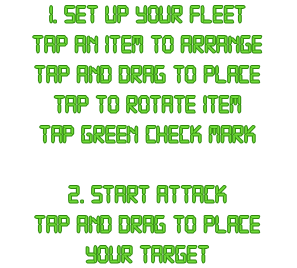 1. SET UP YOUR FLEET
TAP AN ITEM TO ARRANGE
TAP AND DRAG TO PLACE
TAP TO ROTATE ITEM
TAP GREEN CHECK MARK
2. START ATTACK
TAP AND DRAG TO PLACE
YOUR TARGET